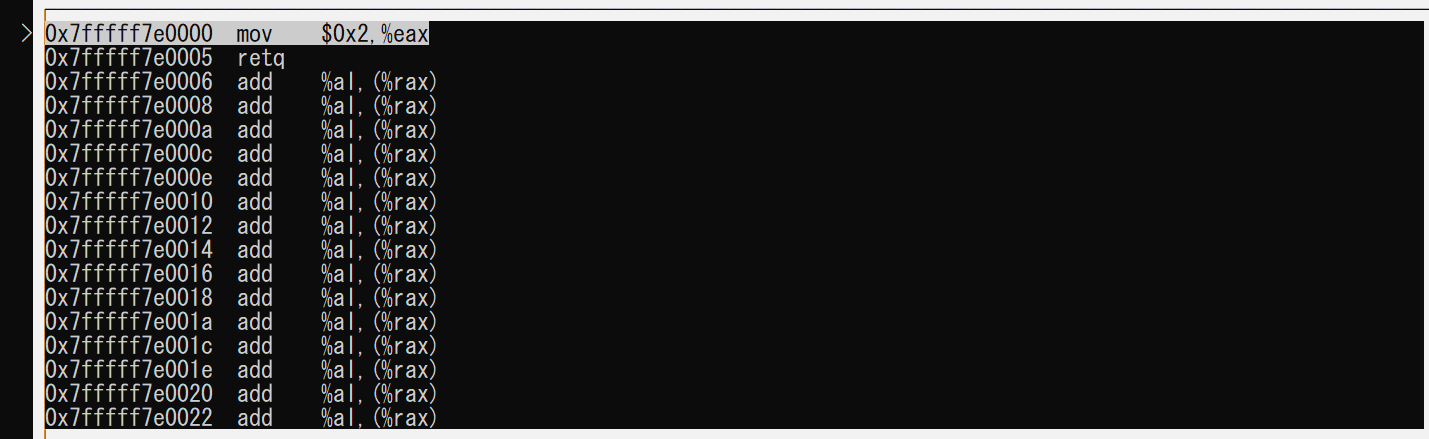 > 0x7fffff7e0000 mov $0x2,%eax
0x7fffff7e0005 retq
0x7fffff7e0006 add %al,(%rax)
0x7fffff7e0008 add %al,(%rax)
0x7fffff7e000a add %al,(%rax)
0x7fffff7e000c add %al,(%rax)
0x7fffff7e000e add %al,(%rax)
0x7fffff7e0010 add %al,(%rax)
0x7fffff7e0012 add %al,(%rax)
0x7fffff7e0014 add %al,(%rax)
0x7fffff7e0016 add %al,(%rax)
0x7fffff7e0018 add %al,(%rax)
0x7fffff7e001a add %al,(%rax)
0x7fffff7e001c add %al,(%rax)
0x7fffff7e001e add %al,(%rax)
0x7fffff7e0020 add %al,(%rax)
0x7fffff7e0022 add %al,(%rax)